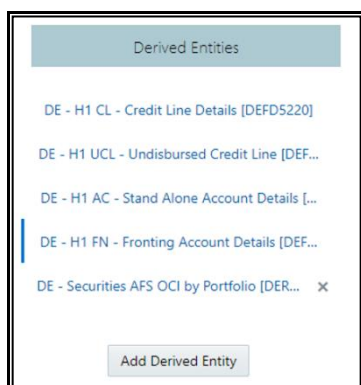 Derived Entities
DE - H1 CL - Credit Line Details [DEFD5220]
DE - H1 UCL - Undisbursed Credit Line [DEF...
DE - H1 AC - Stand Alone Account Details [...
DE - H1 FN - Fronting Account Details [DEF...
DE - Securities AFS OCI by Portfolio [DER... ×
Add Derived Entity